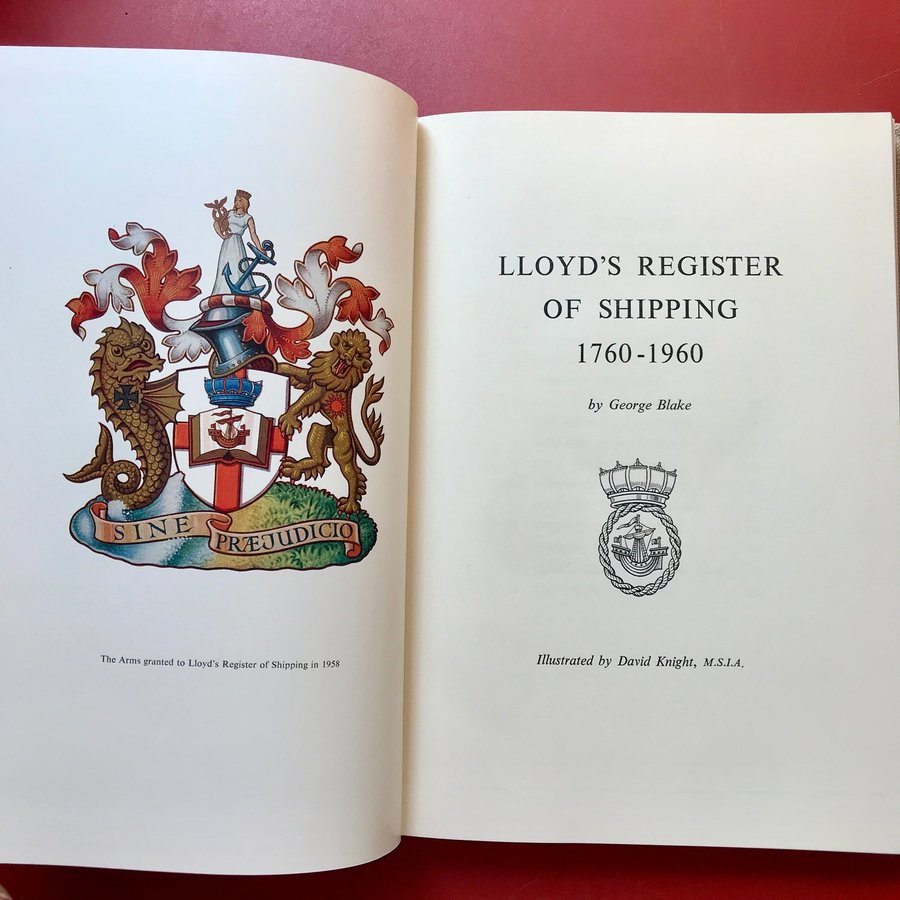 SINE PRÆJUDICIO
The Arms granted to Lloyd's Register of Shipping in 1958
LLOYD'S REGISTER
OF SHIPPING
1760-1960
by George Blake
Illustrated by David Knight, M.S.I.A.